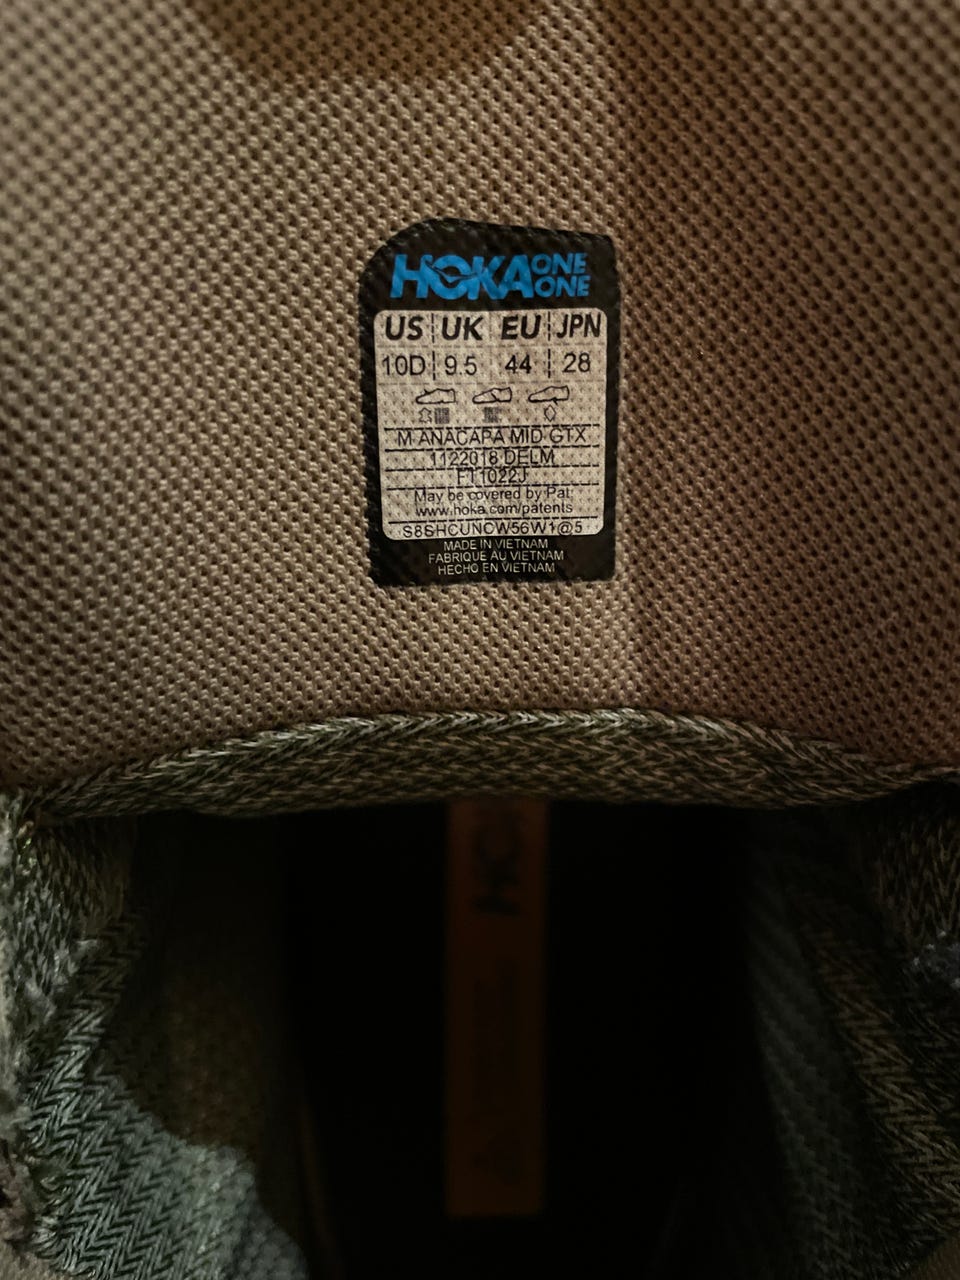 HOKA ONE ONE
US UK EU JPN
10D 9.5 44 28
M ANACAPA MID GTX
1122018 DELM
FT1022J
May be covered by Pat:
www.hoka.com/patents
S8SHCUNCW56W1@5
MADE IN VIETNAM
FABRIQUE AU VIETNAM
HECHO EN VIETNAM
HOKA